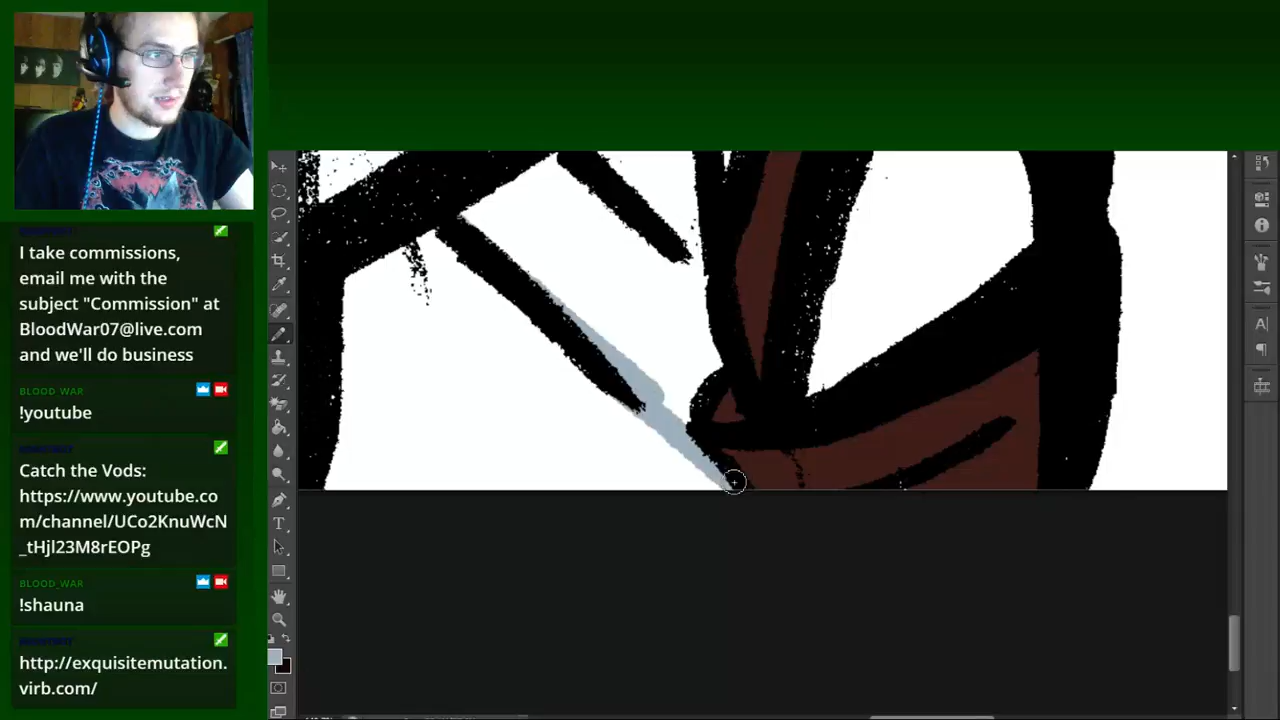 I take commissions,
email me with the
subject "Commission" at
BloodWar07@live.com
and we'll do business
BLOOD_WAR
!youtube
Catch the Vods:
https://www.youtube.co
m/channel/UCo2KnuWcN
_tHjl23M8rEOPg
BLOOD_WAR
!shauna
http://exquisitemutation.
virb.com/